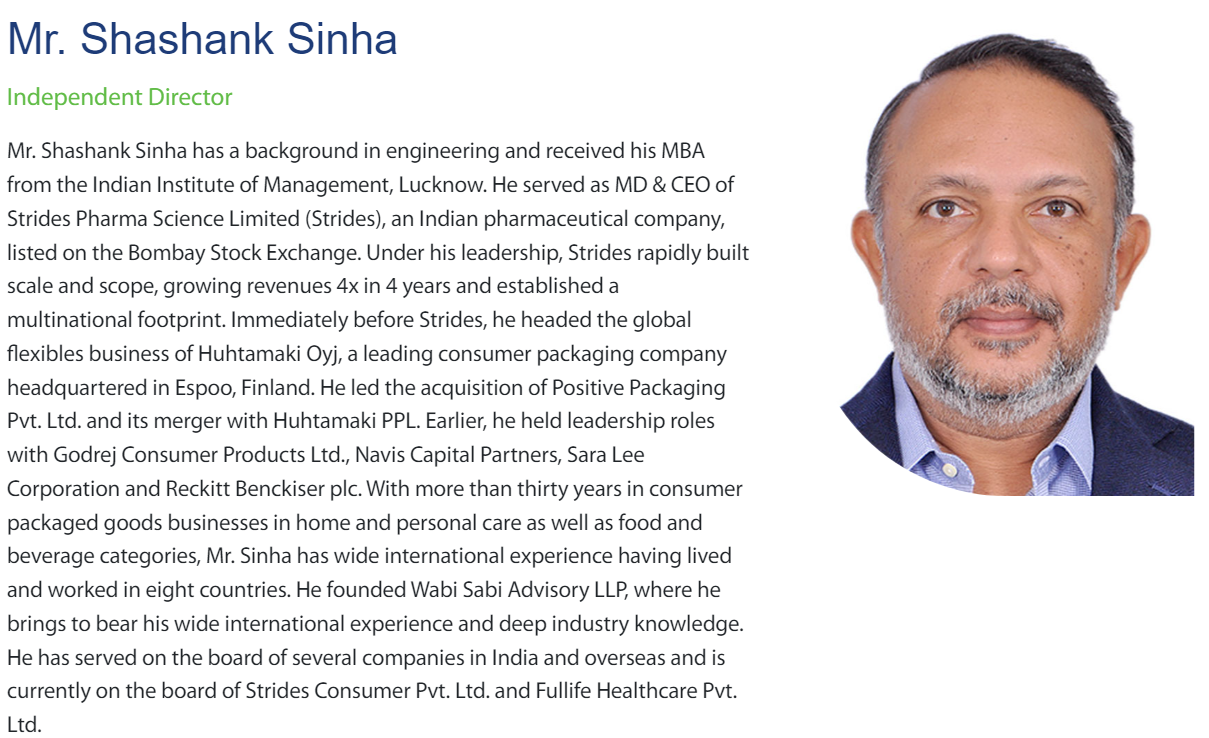 Mr. Shashank Sinha
Independent Director
Mr. Shashank Sinha has a background in engineering and received his MBA
from the Indian Institute of Management, Lucknow. He served as MD & CEO of
Strides Pharma Science Limited (Strides), an Indian pharmaceutical company,
listed on the Bombay Stock Exchange. Under his leadership, Strides rapidly built
scale and scope, growing revenues 4x in 4 years and established a
multinational footprint. Immediately before Strides, he headed the global
flexibles business of Huhtamaki Oyj, a leading consumer packaging company
headquartered in Espoo, Finland. He led the acquisition of Positive Packaging
Pvt. Ltd. and its merger with Huhtamaki PPL. Earlier, he held leadership roles
with Godrej Consumer Products Ltd., Navis Capital Partners, Sara Lee
Corporation and Reckitt Benckiser plc. With more than thirty years in consumer
packaged goods businesses in home and personal care as well as food and
beverage categories, Mr. Sinha has wide international experience having lived
and worked in eight countries. He founded Wabi Sabi Advisory LLP, where he
brings to bear his wide international experience and deep industry knowledge.
He has served on the board of several companies in India and overseas and is
currently on the board of Strides Consumer Pvt. Ltd. and Fullife Healthcare Pvt.
Ltd.